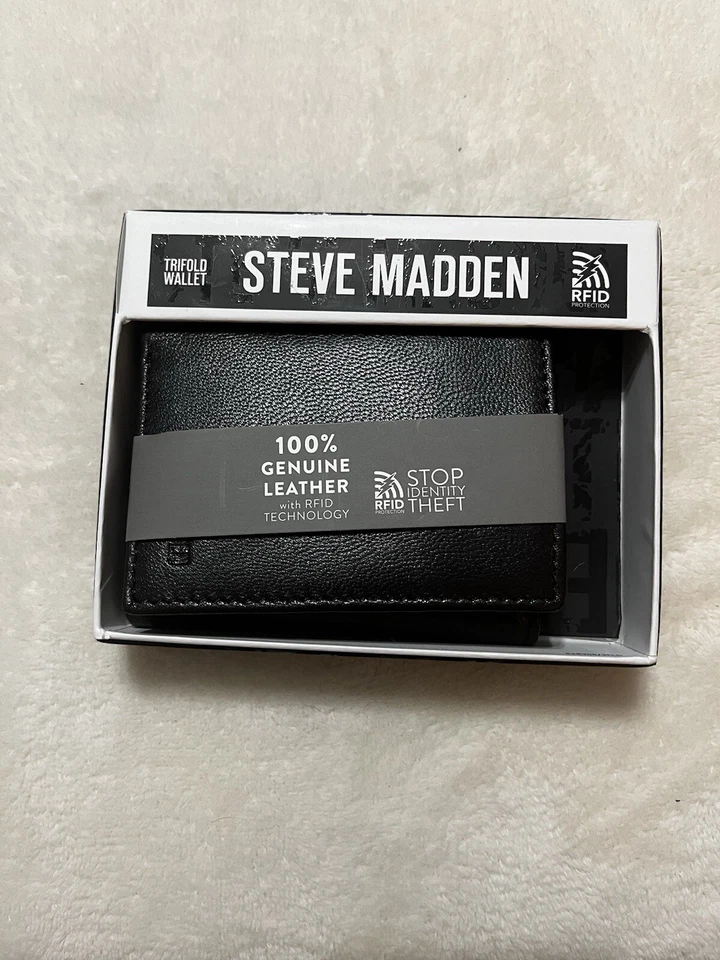 TRIFOLD
WALLET
STEVE MADDEN
RFID
PROTECTION
100%
GENUINE
LEATHER
with RFID
TECHNOLOGY
RFID
PROTECTION
STOP
IDENTITY
THEFT